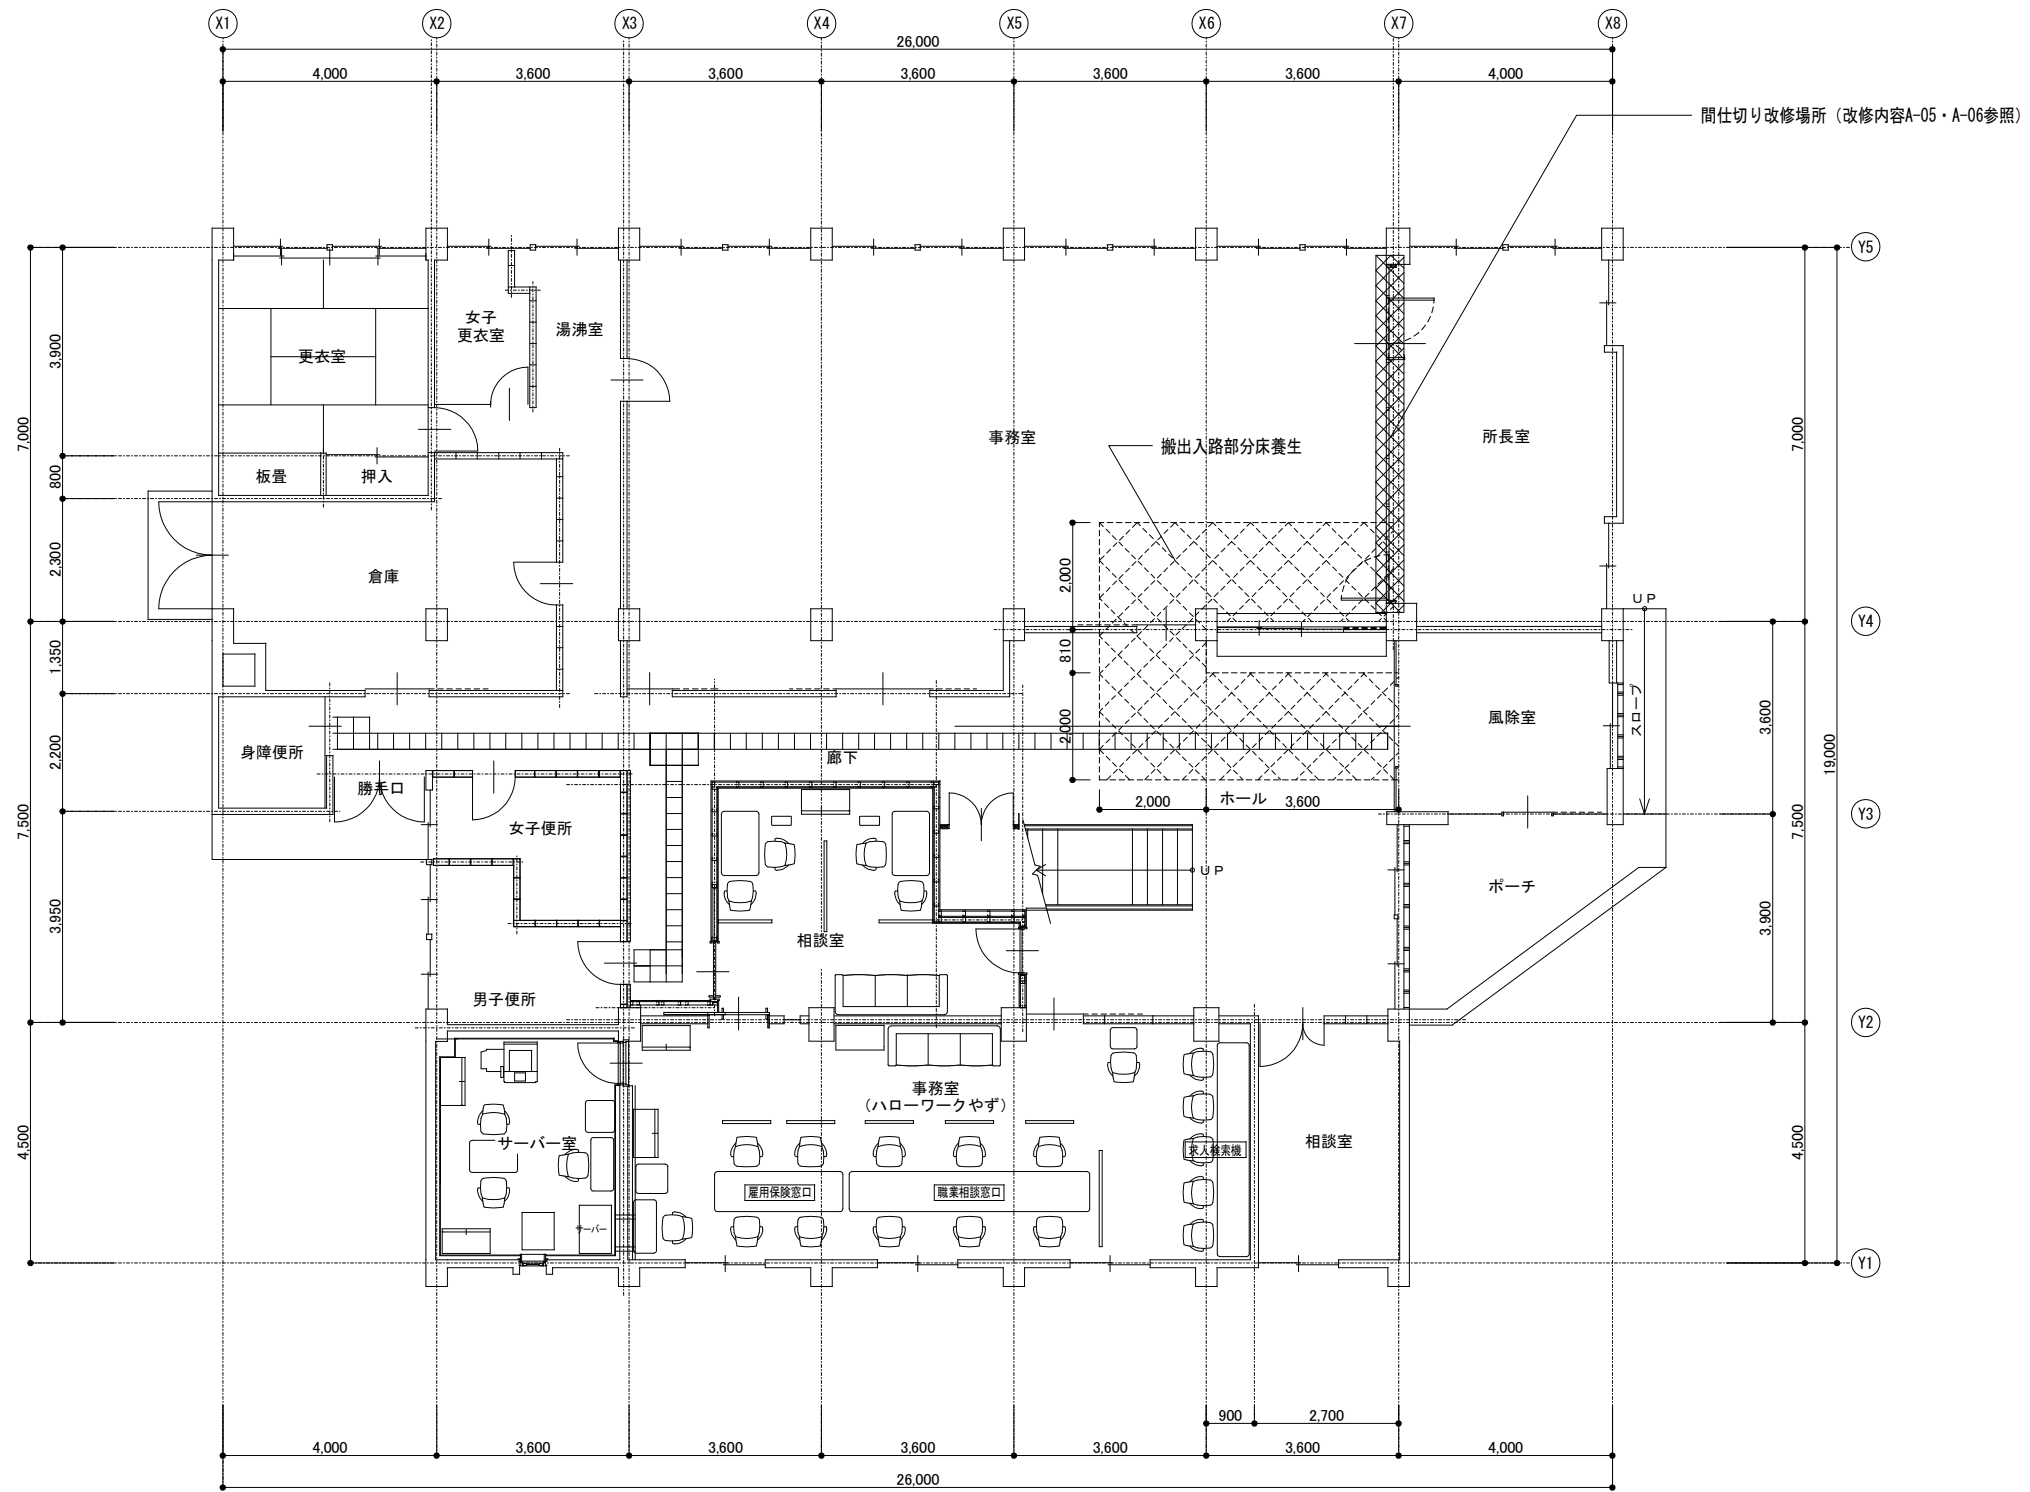 X1 X2 X3 X4 X5 X6 X7 X8
26,000
4,000 3,600 3,600 3,600 3,600 3,600 4,000
間仕切り改修場所（改修内容A-05・A-06参照）
Y5
女子
更衣室
湯沸室
更衣室
3,900
7,000
事務室
搬出入路部分床養生
所長室
7,000
板畳
押入
800
2,300
倉庫
2,000
UP
Y4
1,350
810
2,000
スロープ
風除室
3,600
19,000
身障便所
2,200
廊下
勝手口
2,000
ホール
3,600
Y3
7,500
女子便所
7,500
UP
ポーチ
3,950
相談室
3,900
男子便所
Y2
事務室
（ハローワークやず）
サーバー室
求人検索機
相談室
4,500
4,500
雇用保険窓口
職業相談窓口
サーバー
Y1
900 2,700
4,000 3,600 3,600 3,600 3,600 3,600 4,000
26,000